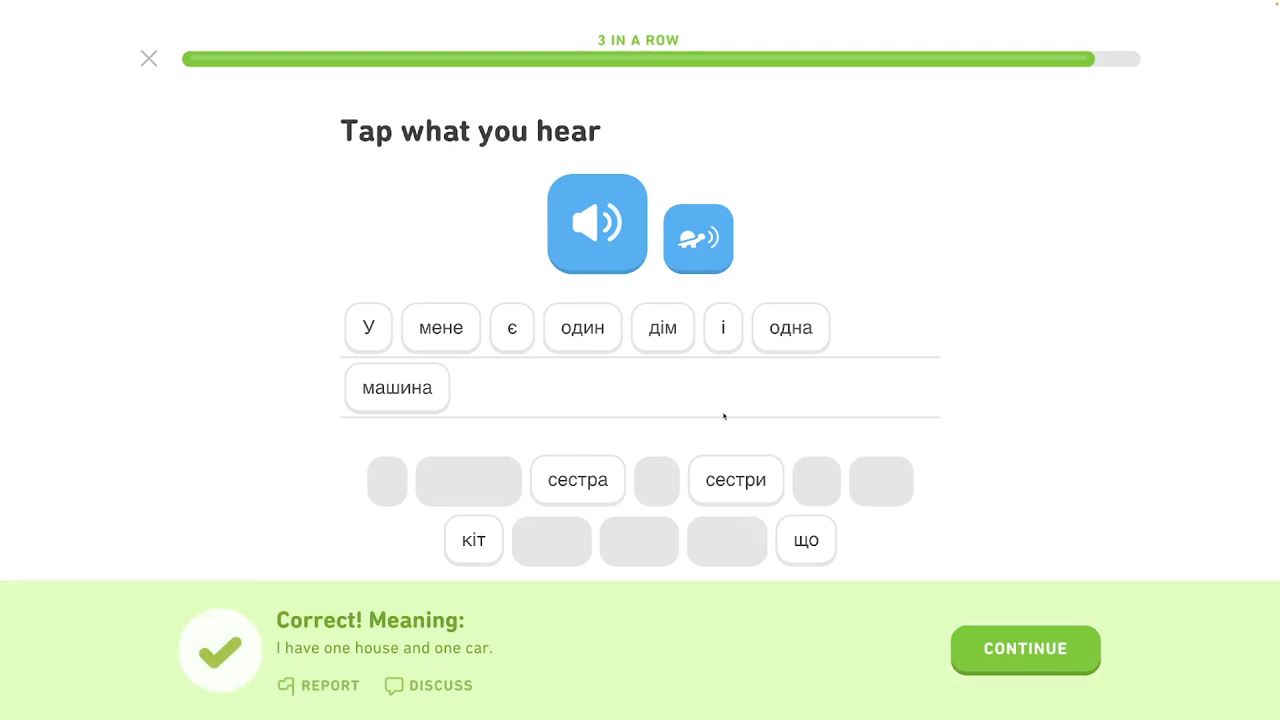 3 IN A ROW
Tap what you hear
У мене є один дім і одна
машина
сестра сестри
кіт що
Correct! Meaning:
I have one house and one car.
REPORT DISCUSS
CONTINUE